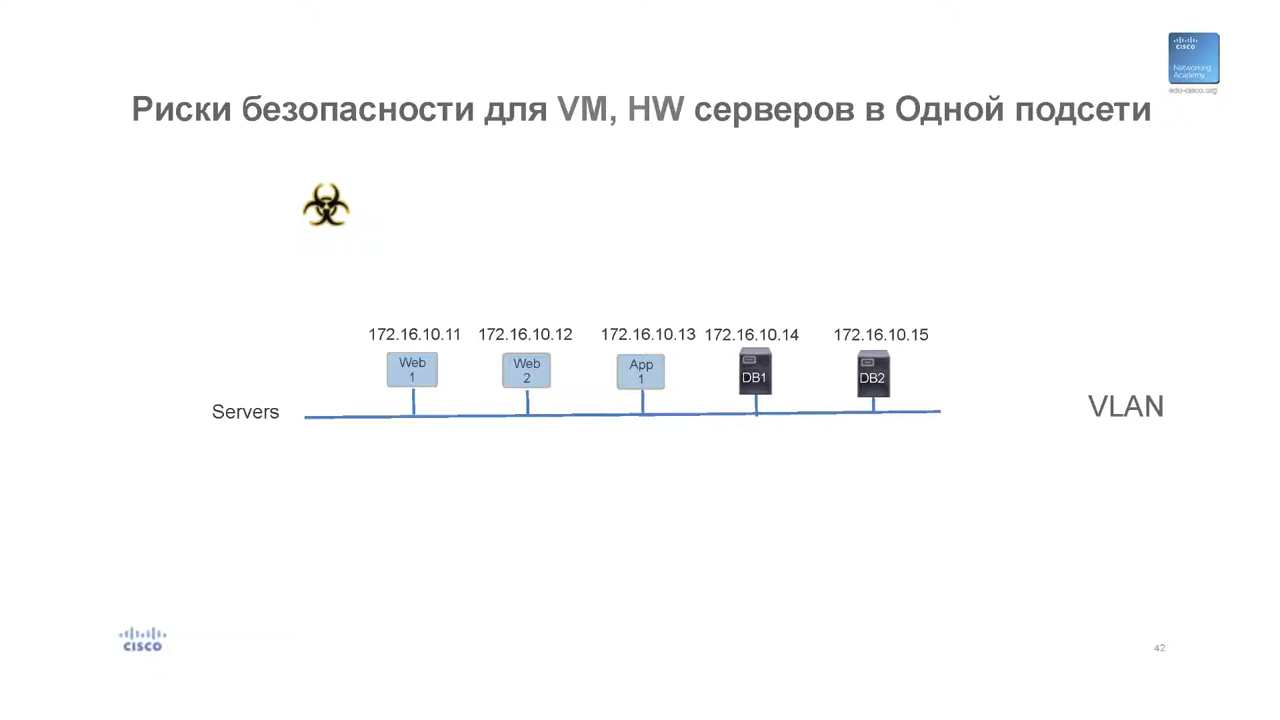 cisco
Networking
Academy
edu-cisco.org
Риски безопасности для VM, HW серверов в Одной подсети
172.16.10.11 172.16.10.12 172.16.10.13 172.16.10.14 172.16.10.15
Web
1
Web
2
App
1
DB1
DB2
Servers
VLAN
cisco
42